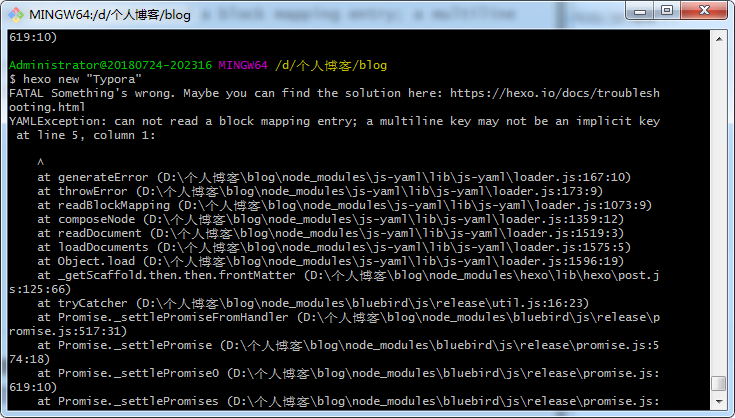 MINGW64:/d/个人博客/blog
619:10)
Administrator@20180724-202316 MINGW64 /d/个人博客/blog
$ hexo new "Typora"
FATAL Something's wrong. Maybe you can find the solution here: https://hexo.io/docs/troublesh
ooting.html
YAMLException: can not read a block mapping entry; a multiline key may not be an implicit key
 at line 5, column 1:
    ^
    at generateError (D:\个人博客\blog\node_modules\js-yaml\lib\js-yaml\loader.js:167:10)
    at throwError (D:\个人博客\blog\node_modules\js-yaml\lib\js-yaml\loader.js:173:9)
    at readBlockMapping (D:\个人博客\blog\node_modules\js-yaml\lib\js-yaml\loader.js:1073:9)
    at composeNode (D:\个人博客\blog\node_modules\js-yaml\lib\js-yaml\loader.js:1359:12)
    at readDocument (D:\个人博客\blog\node_modules\js-yaml\lib\js-yaml\loader.js:1519:3)
    at loadDocuments (D:\个人博客\blog\node_modules\js-yaml\lib\js-yaml\loader.js:1575:5)
    at Object.load (D:\个人博客\blog\node_modules\js-yaml\lib\js-yaml\loader.js:1596:19)
    at _getScaffold.then.then.frontMatter (D:\个人博客\blog\node_modules\hexo\lib\hexo\post.j
s:125:66)
    at tryCatcher (D:\个人博客\blog\node_modules\bluebird\js\release\util.js:16:23)
    at Promise._settlePromiseFromHandler (D:\个人博客\blog\node_modules\bluebird\js\release\p
romise.js:517:31)
    at Promise._settlePromise (D:\个人博客\blog\node_modules\bluebird\js\release\promise.js:5
74:18)
    at Promise._settlePromise0 (D:\个人博客\blog\node_modules\bluebird\js\release\promise.js:
619:10)
    at Promise._settlePromises (D:\个人博客\blog\node_modules\bluebird\js\release\promise.js: